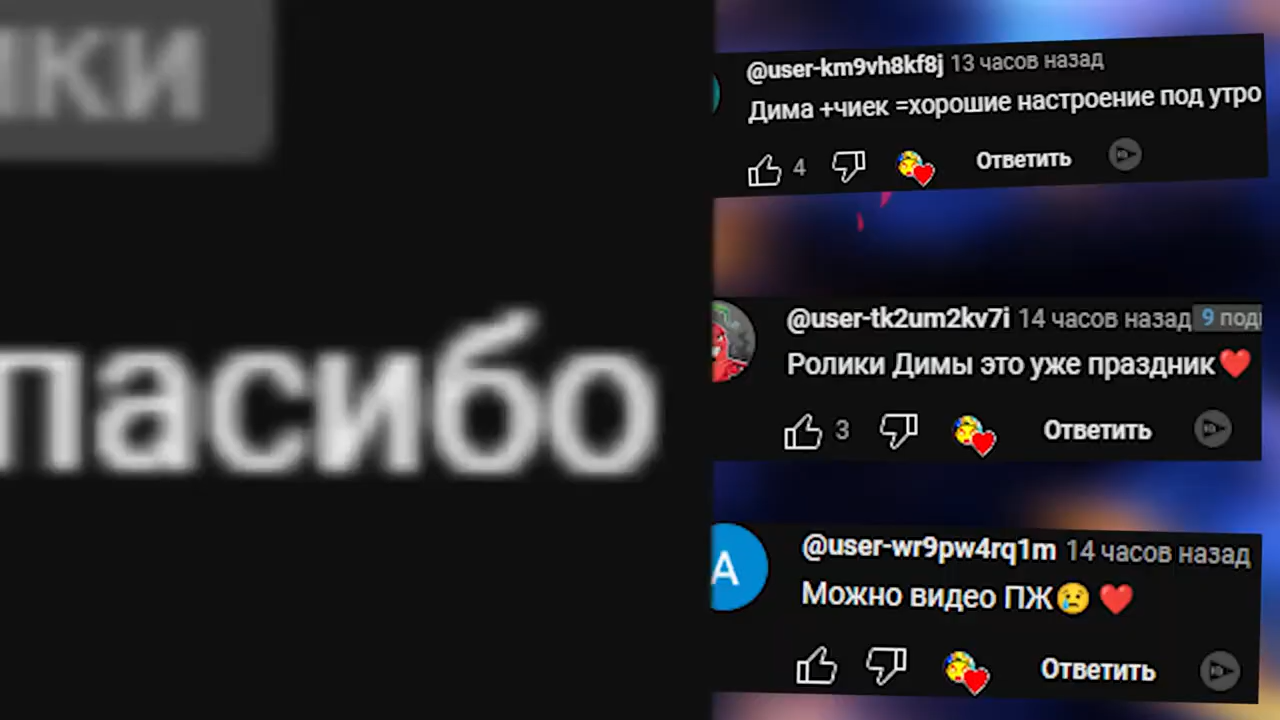 @user-km9vh8kf8j 13 часов назад
Дима +чиек =хорошие настроение под утро
4 Ответить
@user-tk2um2kv7i 14 часов назад 9
Ролики Димы это уже праздник❤️
3 Ответить
А @user-wr9pw4rq1m 14 часов назад
Можно видео ПЖ😢 ❤️
Ответить
ики
пасибо